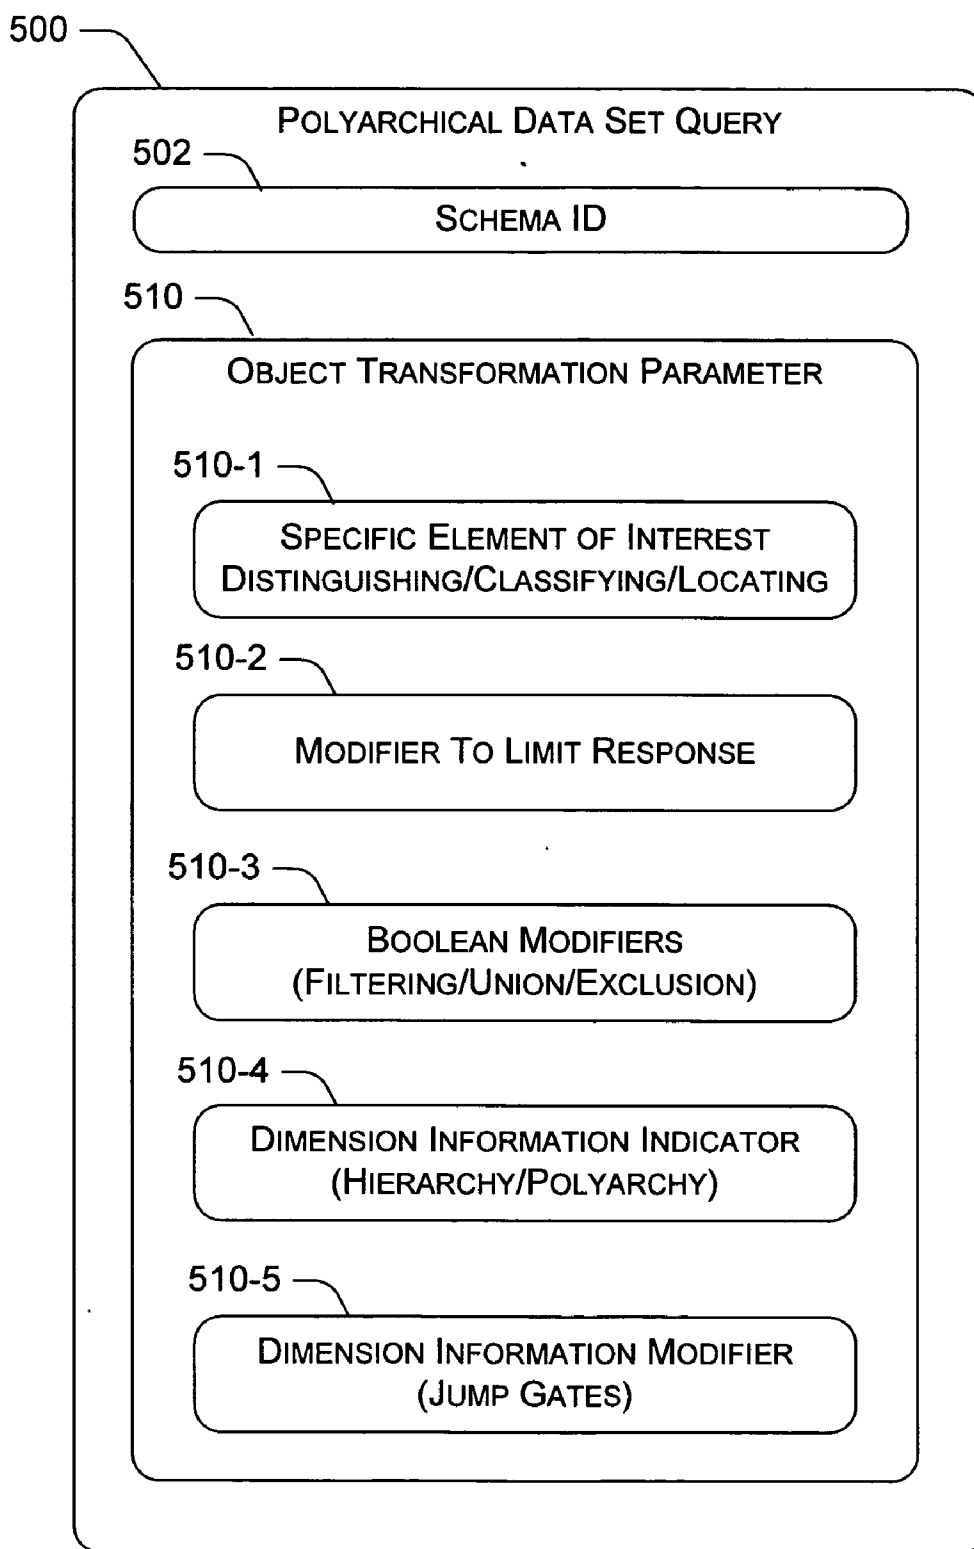 500
POLYARCHICAL DATA SET QUERY
502
SCHEMA ID
510
OBJECT TRANSFORMATION PARAMETER
510-1
SPECIFIC ELEMENT OF INTEREST
DISTINGUISHING/CLASSIFYING/LOCATING
510-2
MODIFIER TO LIMIT RESPONSE
510-3
BOOLEAN MODIFIERS
(FILTERING/UNION/EXCLUSION)
510-4
DIMENSION INFORMATION INDICATOR
(HIERARCHY/POLYARCHY)
510-5
DIMENSION INFORMATION MODIFIER
(JUMP GATES)